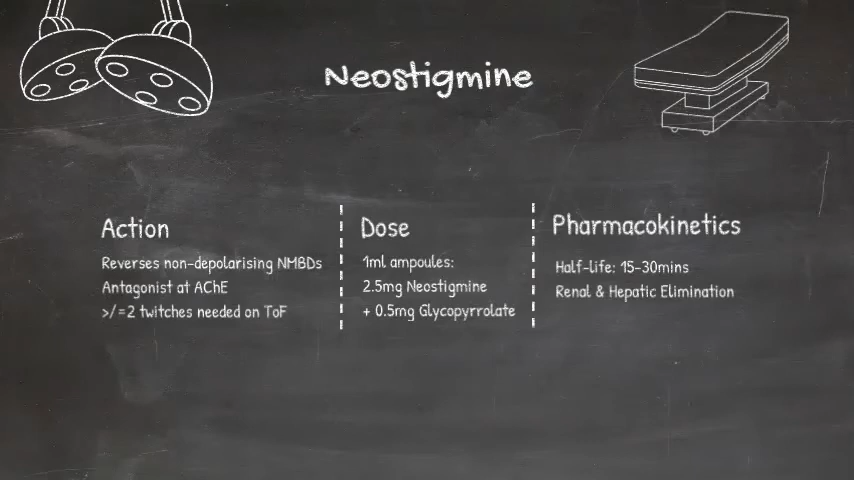 Neostigmine
Action
Reverses non-depolarising NMBDs
Antagonist at AChE
>/=2 twitches needed on ToF
Dose
1ml ampoules:
2.5mg Neostigmine
+ 0.5mg Glycopyrrolate
Pharmacokinetics
Half-life: 15-30mins
Renal & Hepatic Elimination